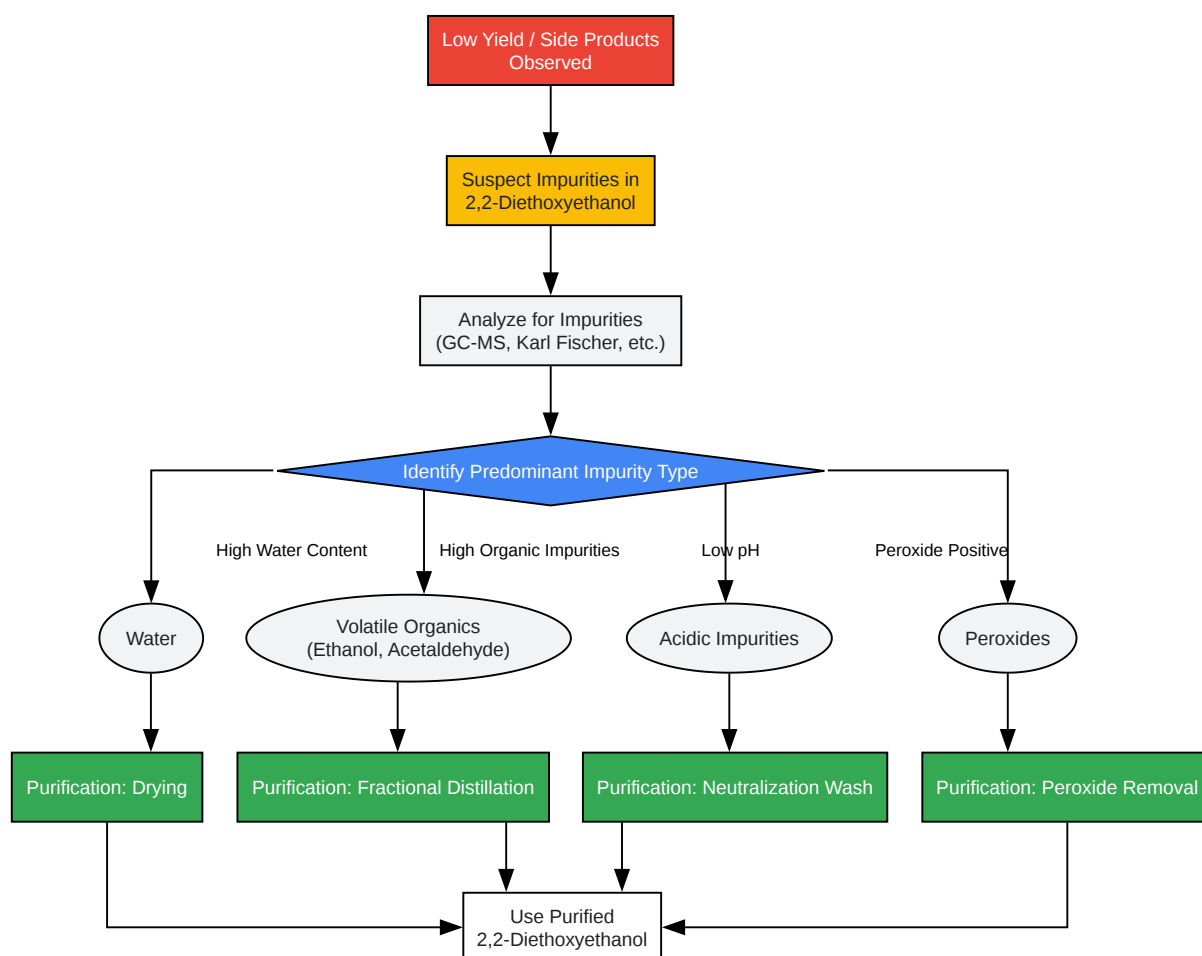 Low Yield / Side Products
Observed
Suspect Impurities in
2,2-Diethoxyethanol
Analyze for Impurities
(GC-MS, Karl Fischer, etc.)
Identify Predominant Impurity Type
High Water Content
High Organic Impurities
Low pH
Peroxide Positive
Water
Volatile Organics
(Ethanol, Acetaldehyde)
Acidic Impurities
Peroxides
Purification: Drying
Purification: Fractional Distillation
Purification: Neutralization Wash
Purification: Peroxide Removal
Use Purified
2,2-Diethoxyethanol